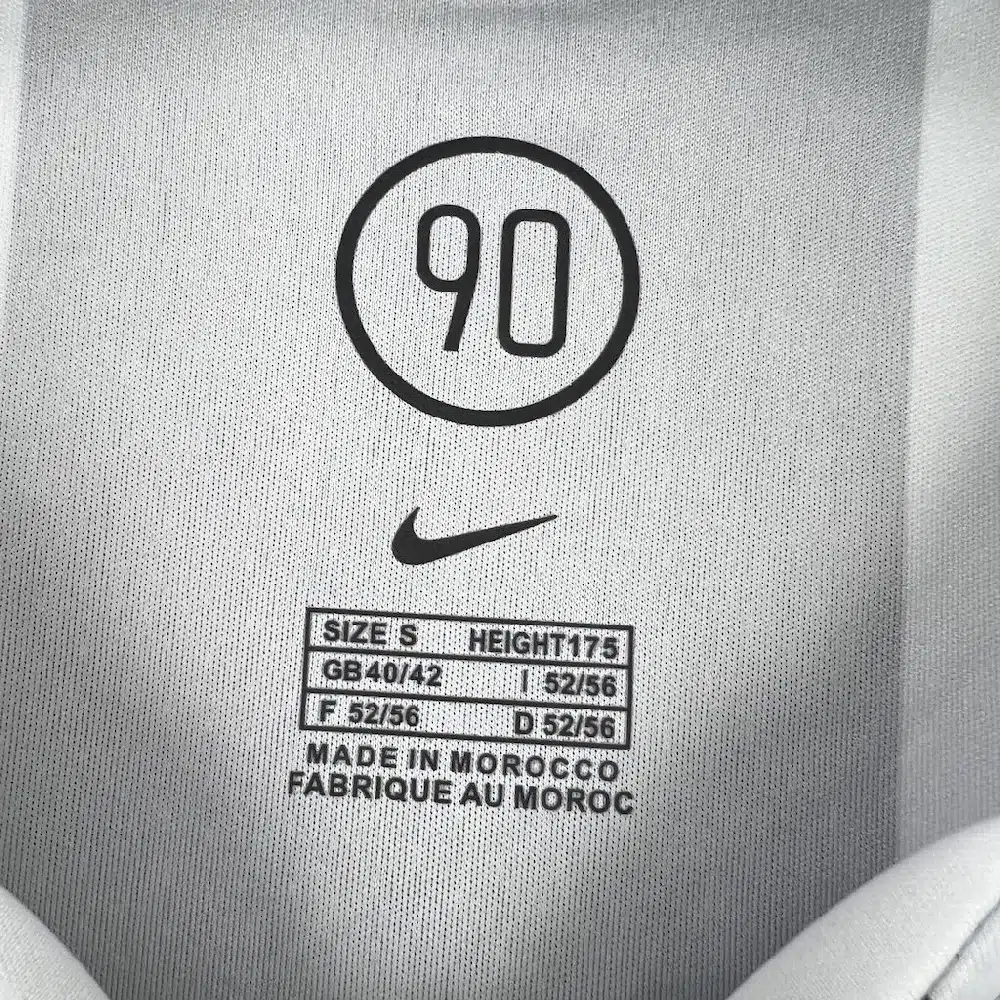 90
SIZE S HEIGHT175
GB40/42 I 52/56
F 52/56 D 52/56
MADE IN MOROCCO
FABRIQUE AU MOROC